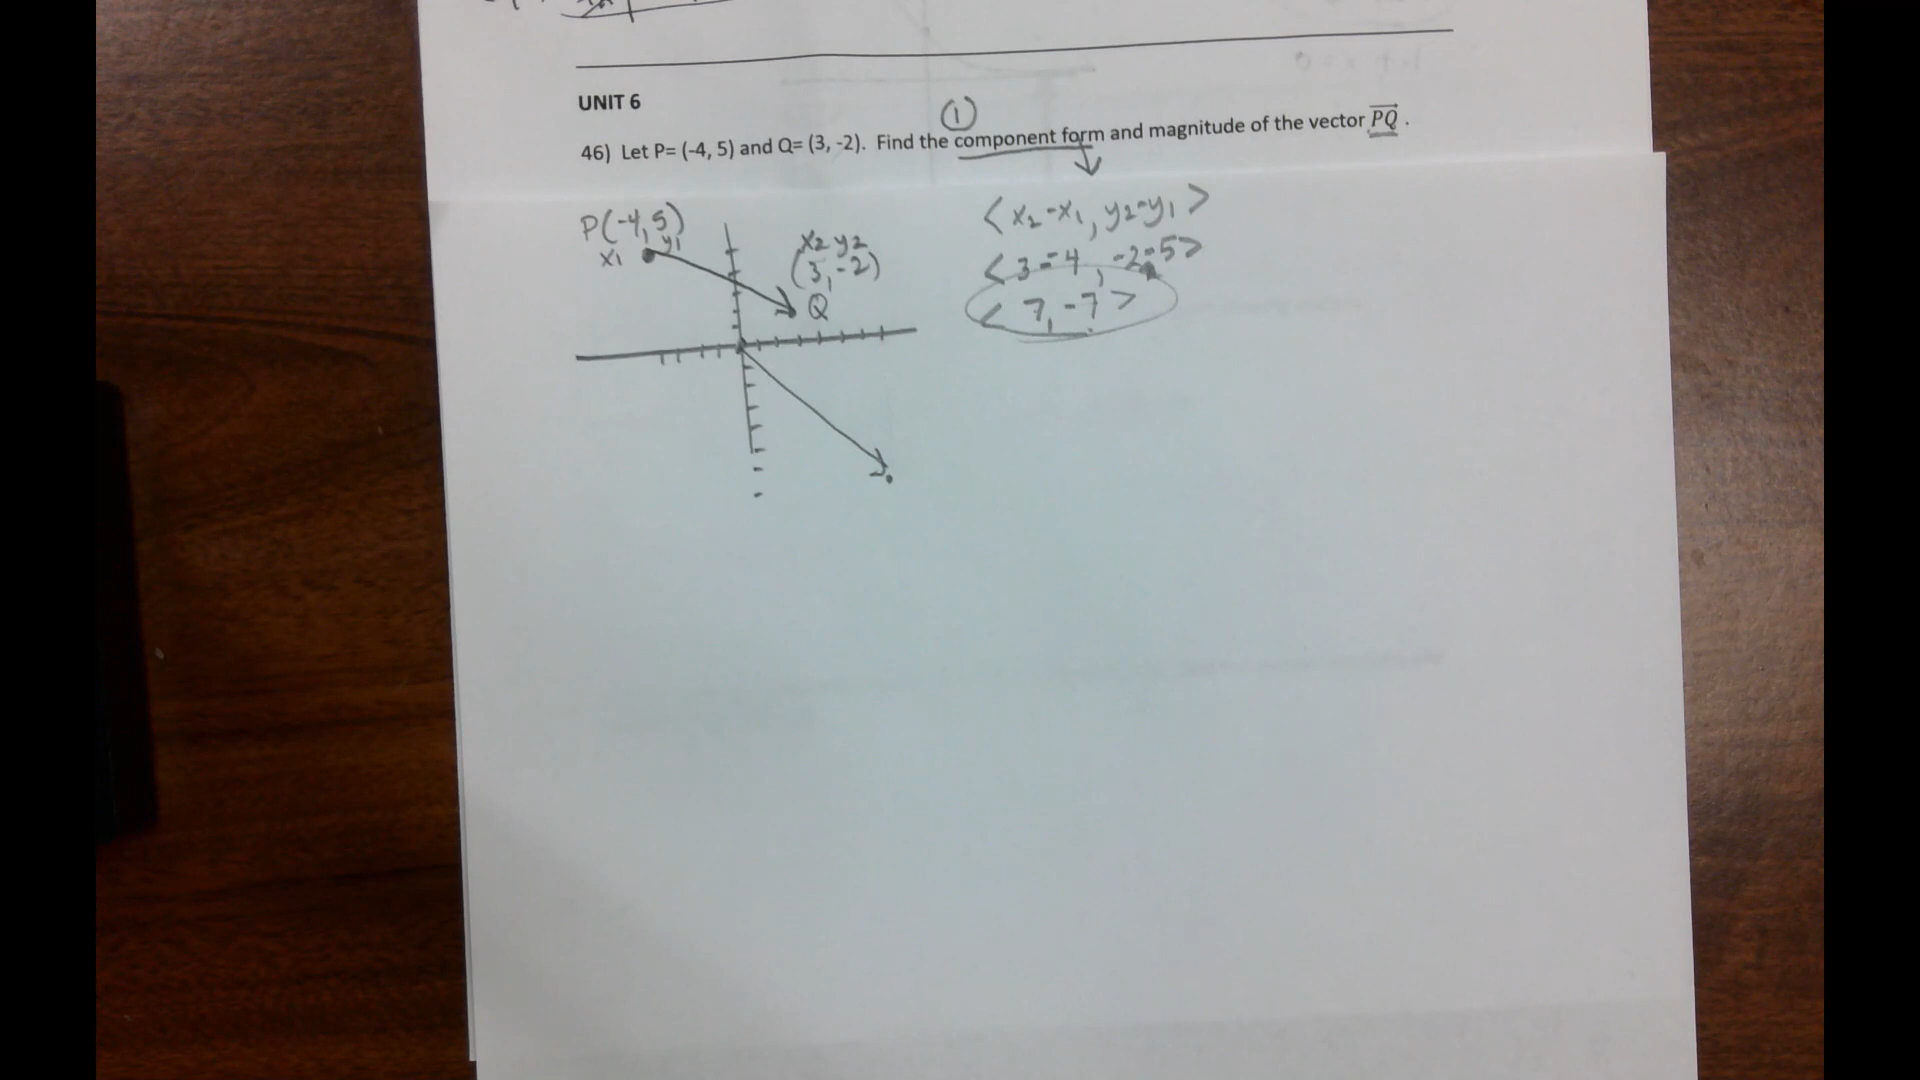 UNIT 6
①
46) Let P= (-4, 5) and Q= (3, -2). Find the component form and magnitude of the vector PQ .
P(-4,5)
x₁ y₁
x₂ y₂
(3,-2)
Q
<x₂-x₁, y₂-y₁>
<3--4, -2-5>
<7, -7>